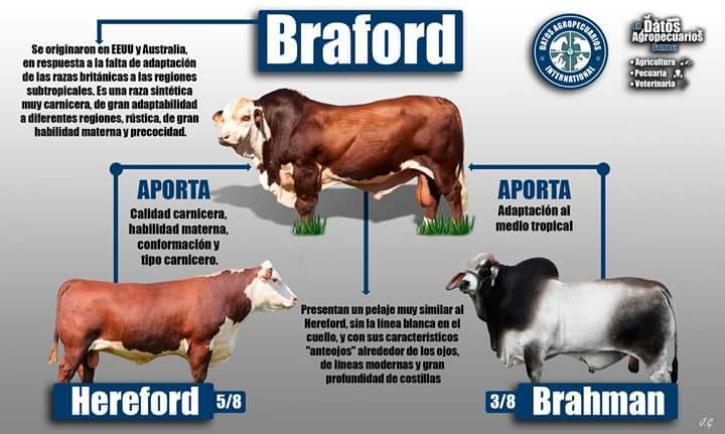 Braford
Se originaron en EEUU y Australia,
en respuesta a la falta de adaptación
de las razas británicas a las regiones
subtropicales. Es una raza sintética
muy carnicera, de gran adaptabilidad
a diferentes regiones, rústica, de gran
habilidad materna y precocidad.
DATOS AGROPECUARIOS
INTERNATIONAL
Datos
Agropecuarios
• Agricultura
• Pecuaria
• Veterinaria
APORTA
Calidad carnicera,
habilidad materna,
conformación y
tipo carnicero.
APORTA
Adaptación al
medio tropical
Presentan un pelaje muy similar al
Hereford, sin la línea blanca en el
cuello, y con sus característicos
"anteojos" alrededor de los ojos,
de líneas modernas y gran
profundidad de costillas
Hereford 5/8
3/8 Brahman
J.G